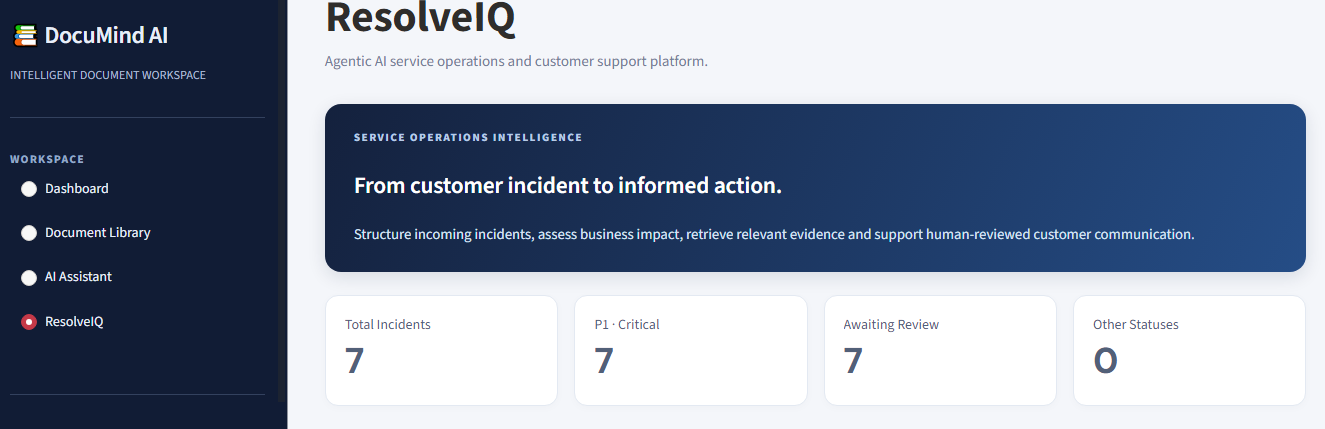 DocuMind AI
INTELLIGENT DOCUMENT WORKSPACE
WORKSPACE
Dashboard
Document Library
AI Assistant
ResolveIQ
ResolveIQ
Agentic AI service operations and customer support platform.
SERVICE OPERATIONS INTELLIGENCE
From customer incident to informed action.
Structure incoming incidents, assess business impact, retrieve relevant evidence and support human-reviewed customer communication.
Total Incidents
7
P1 · Critical
7
Awaiting Review
7
Other Statuses
0